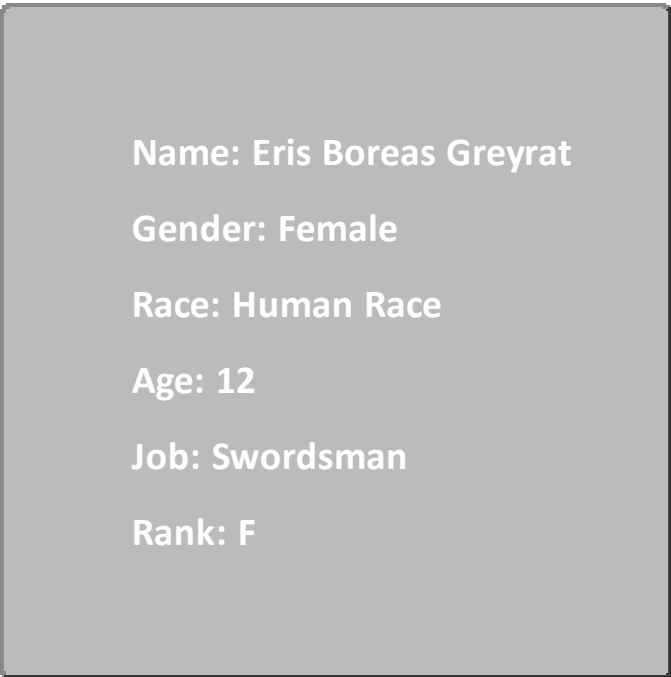 Name: Eris Boreas Greyrat
Gender: Female
Race: Human Race
Age: 12
Job: Swordsman
Rank: F